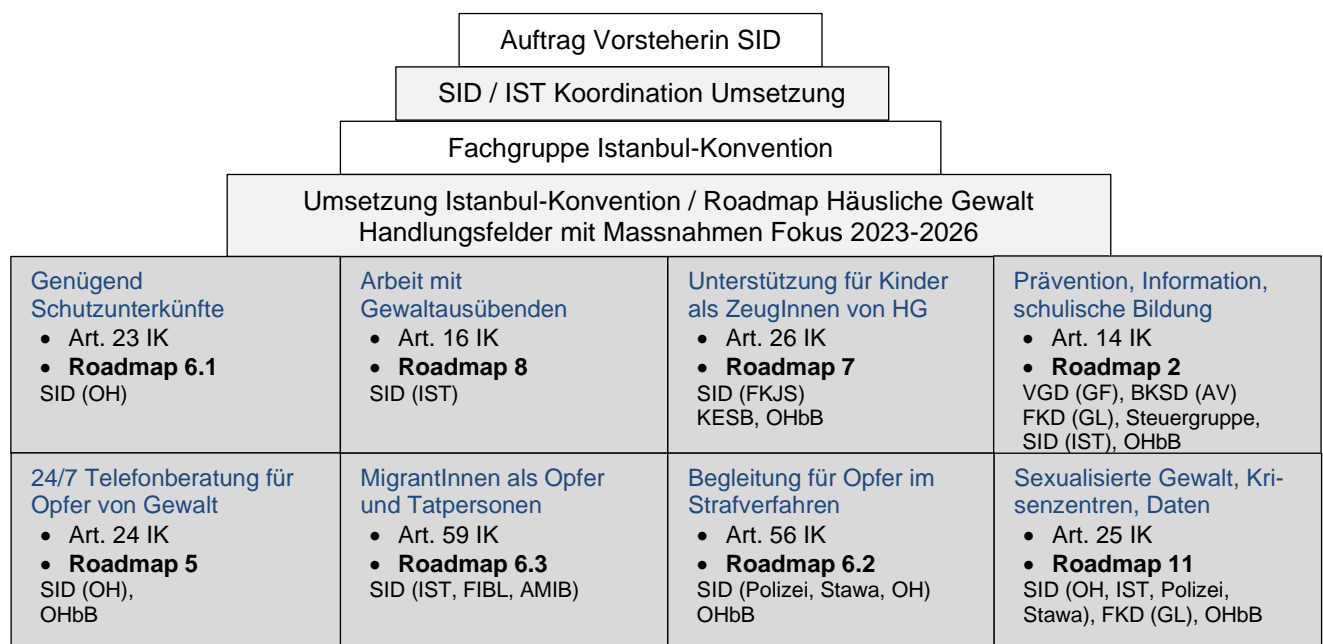 Auftrag Vorsteherin SID
SID / IST Koordination Umsetzung
Fachgruppe Istanbul-Konvention
Umsetzung Istanbul-Konvention / Roadmap Häusliche Gewalt
Handlungsfelder mit Massnahmen Fokus 2023-2026
Genügend
Schutzunterkünfte
• Art. 23 IK
• Roadmap 6.1
SID (OH)
Arbeit mit
Gewaltausübenden
• Art. 16 IK
• Roadmap 8
SID (IST)
Unterstützung für Kinder
als ZeugInnen von HG
• Art. 26 IK
• Roadmap 7
SID (FKJS)
KESB, OHbB
Prävention, Information,
schulische Bildung
• Art. 14 IK
• Roadmap 2
VGD (GF), BKSD (AV)
FKD (GL), Steuergruppe,
SID (IST), OHbB
24/7 Telefonberatung für
Opfer von Gewalt
• Art. 24 IK
• Roadmap 5
SID (OH),
OHbB
MigrantInnen als Opfer
und Tatpersonen
• Art. 59 IK
• Roadmap 6.3
SID (IST, FIBL, AMIB)
Begleitung für Opfer im
Strafverfahren
• Art. 56 IK
• Roadmap 6.2
SID (Polizei, Stawa, OH)
OHbB
Sexualisierte Gewalt, Kri-
senzentren, Daten
• Art. 25 IK
• Roadmap 11
SID (OH, IST, Polizei,
Stawa), FKD (GL), OHbB